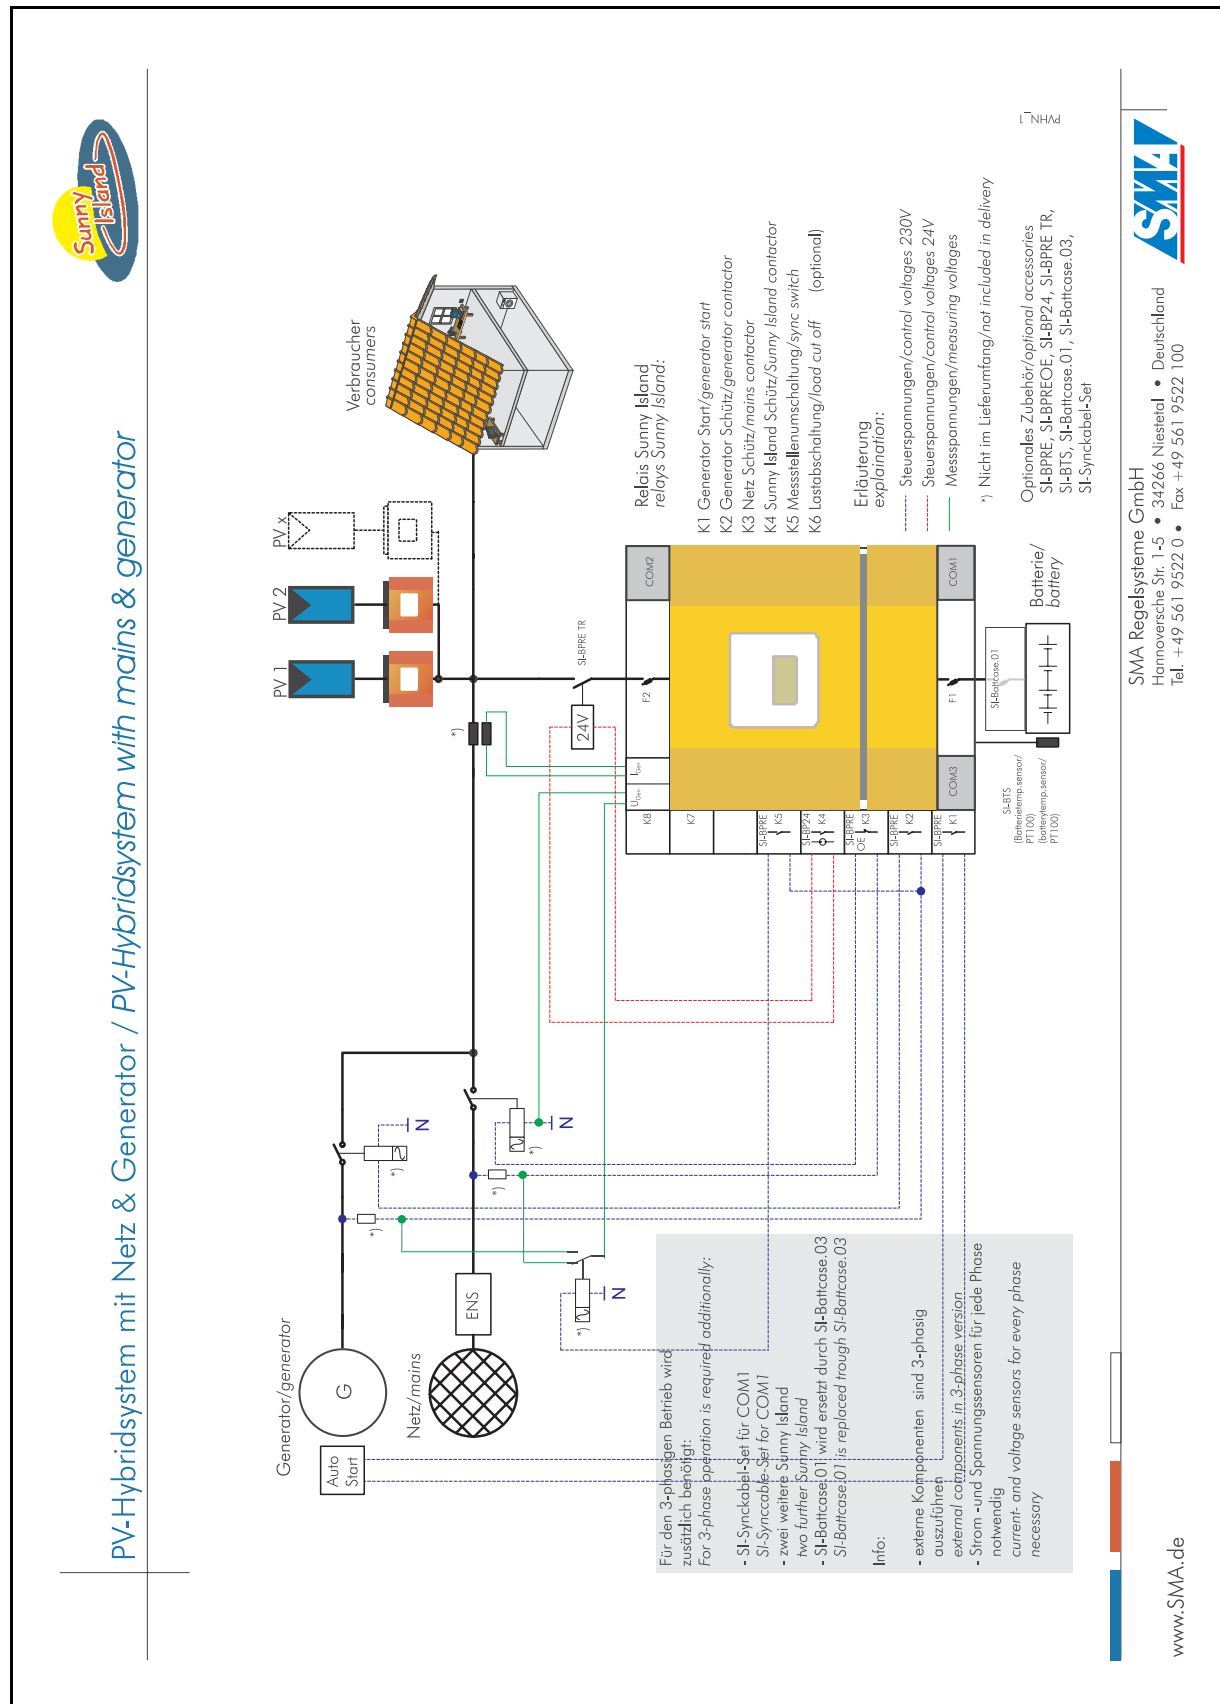 PV-Hybridsystem mit Netz & Generator / PV-Hybridsystem with mains & generator
Sunny
Island
Generator/generator
Auto
Start
G
Netz/mains
ENS
*)
N
*)
N
*)
*)
*)
N
*)
PV 1
PV 2
PV x
Verbraucher
consumers
24V
SI-BPRE TR
UGen
IGen
F2
COM2
K8
K7
SI-BPRE
K5
SI-BP24
K4
SI-BPRE
OE
K3
SI-BPRE
K2
SI-BPRE
K1
COM3
F1
COM1
SI-Battcase.01
Batterie/
battery
SI-BTS
(Batterietemp.sensor/
PT100)
(batterytemp.sensor/
PT100)
Relais Sunny Island
relays Sunny Island:
K1 Generator Start/generator start
K2 Generator Schütz/generator contactor
K3 Netz Schütz/mains contactor
K4 Sunny Island Schütz/Sunny Island contactor
K5 Messstellenumschaltung/sync switch
K6 Lastabschaltung/load cut off (optional)
Erläuterung
explaination:
Steuerspannungen/control voltages 230V
Steuerspannungen/control voltages 24V
Messspannungen/measuring voltages
*) Nicht im Lieferumfang/not included in delivery
Optionales Zubehör/optional accessories
SI-BPRE, SI-BPREOE, SI-BP24, SI-BPRE TR,
SI-BTS, SI-Battcase.01, SI-Battcase.03,
SI-Synckabel-Set
PVHN_1
Für den 3-phasigen Betrieb wird
zusätzlich benötigt:
For 3-phase operation is required additionally:
- SI-Synckabel-Set für COM1
SI-Synccable-Set for COM1
- zwei weitere Sunny Island
two further Sunny Island
- SI-Battcase.01 wird ersetzt durch SI-Battcase.03
SI-Battcase.01 is replaced trough SI-Battcase.03
Info:
- externe Komponenten sind 3-phasig
auszuführen
external components in 3-phase version
- Strom -und Spannungssensoren für jede Phase
notwendig
current- and voltage sensors for every phase
necessary
www.SMA.de
SMA Regelsysteme GmbH
Hannoversche Str. 1-5 • 34266 Niestetal • Deutschland
Tel. +49 561 9522 0 • Fax +49 561 9522 100
SMA